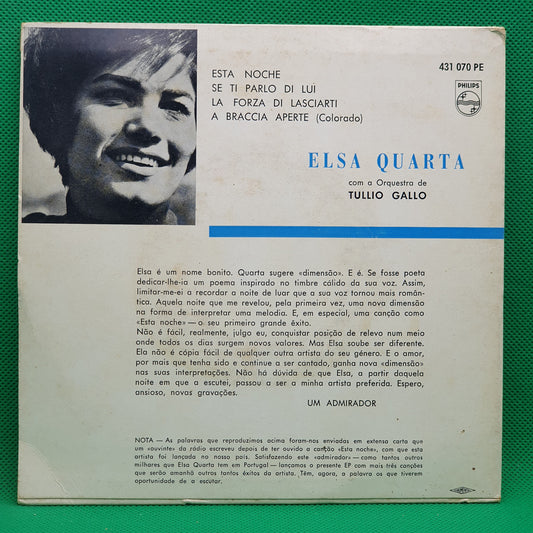 431 070 PE
ESTA NOCHE
SE TI PARLO DI LUI
LA FORZA DI LASCIARTI
A BRACCIA APERTE (Colorado)
PHILIPS
ELSA QUARTA
com a Orquestra de
TULLIO GALLO
Elsa é um nome bonito. Quarta sugere «dimensão». E é. Se fosse poeta
dedicar-lhe-ia um poema inspirado no timbre cálido da sua voz. Assim,
limitar-me-ei a recordar a noite de luar que a sua voz tornou mais român-
tica. Aquela noite que me revelou, pela primeira vez, uma nova dimensão
na forma de interpretar uma melodia. E, em especial, uma canção como
«Esta noche» — o seu primeiro grande êxito.
Não é fácil, realmente, julgo eu, conquistar posição de relevo num meio
onde todos os dias surgem novos valores. Mas Elsa soube ser diferente.
Ela não é cópia fácil de qualquer outra artista do seu género. E o amor,
por mais que tenha sido e continue a ser cantado, ganha nova «dimensão»
nas suas interpretações. Não há dúvida de que Elsa, a partir daquela
noite em que a escutei, passou a ser a minha artista preferida. Espero,
ansioso, novas gravações.
UM ADMIRADOR
NOTA — As palavras que reproduzimos acima foram-nos enviadas em extensa carta que
um «ouvinte» da rádio escreveu depois de ter ouvido a canção «Esta noche», com que esta
artista foi lançada no nosso país. Satisfazendo este «admirador» — como tantos outros
milhares que Elsa Quarta tem em Portugal — lançamos o presente EP com mais três canções
que serão amanhã outros tantos êxitos da artista. Têm, agora, a palavra os que tiverem
oportunidade de a escutar.